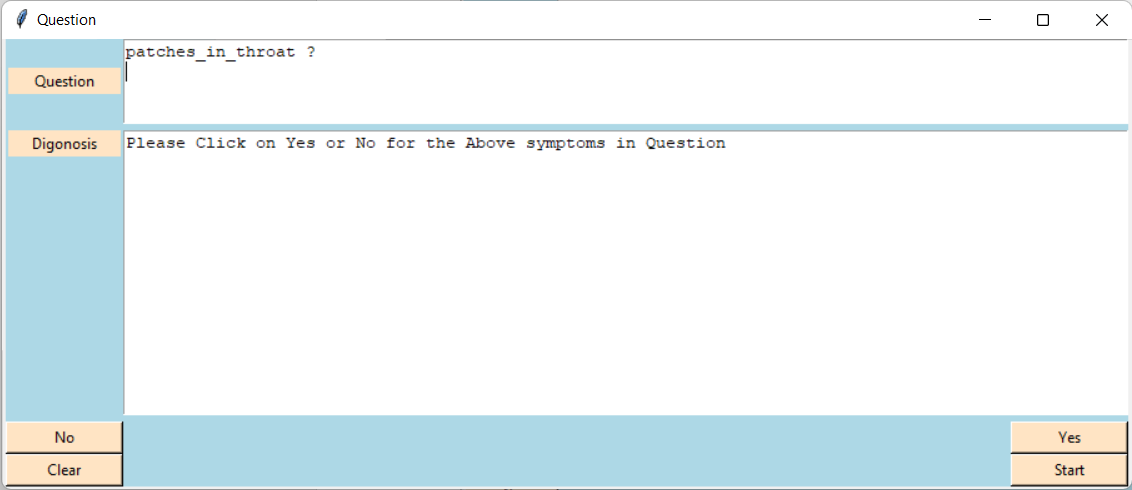 Question
patches_in_throat ?
Question
Digonosis
Please Click on Yes or No for the Above symptoms in Question
No
Yes
Clear
Start